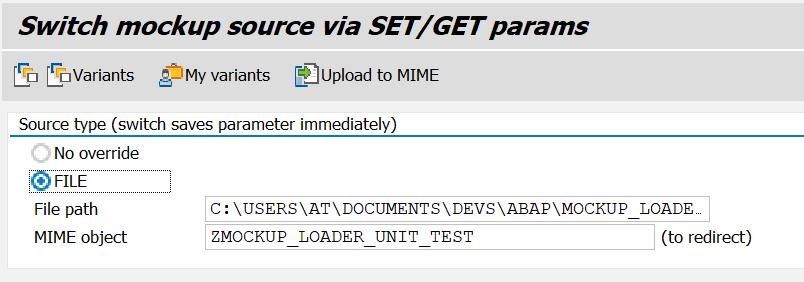 Switch mockup source via SET/GET params
Variants My variants Upload to MIME
Source type (switch saves parameter immediately)
No override
FILE
File path C:\USERS\AT\DOCUMENTS\DEVS\ABAP\MOCKUP_LOADE…
MIME object ZMOCKUP_LOADER_UNIT_TEST (to redirect)